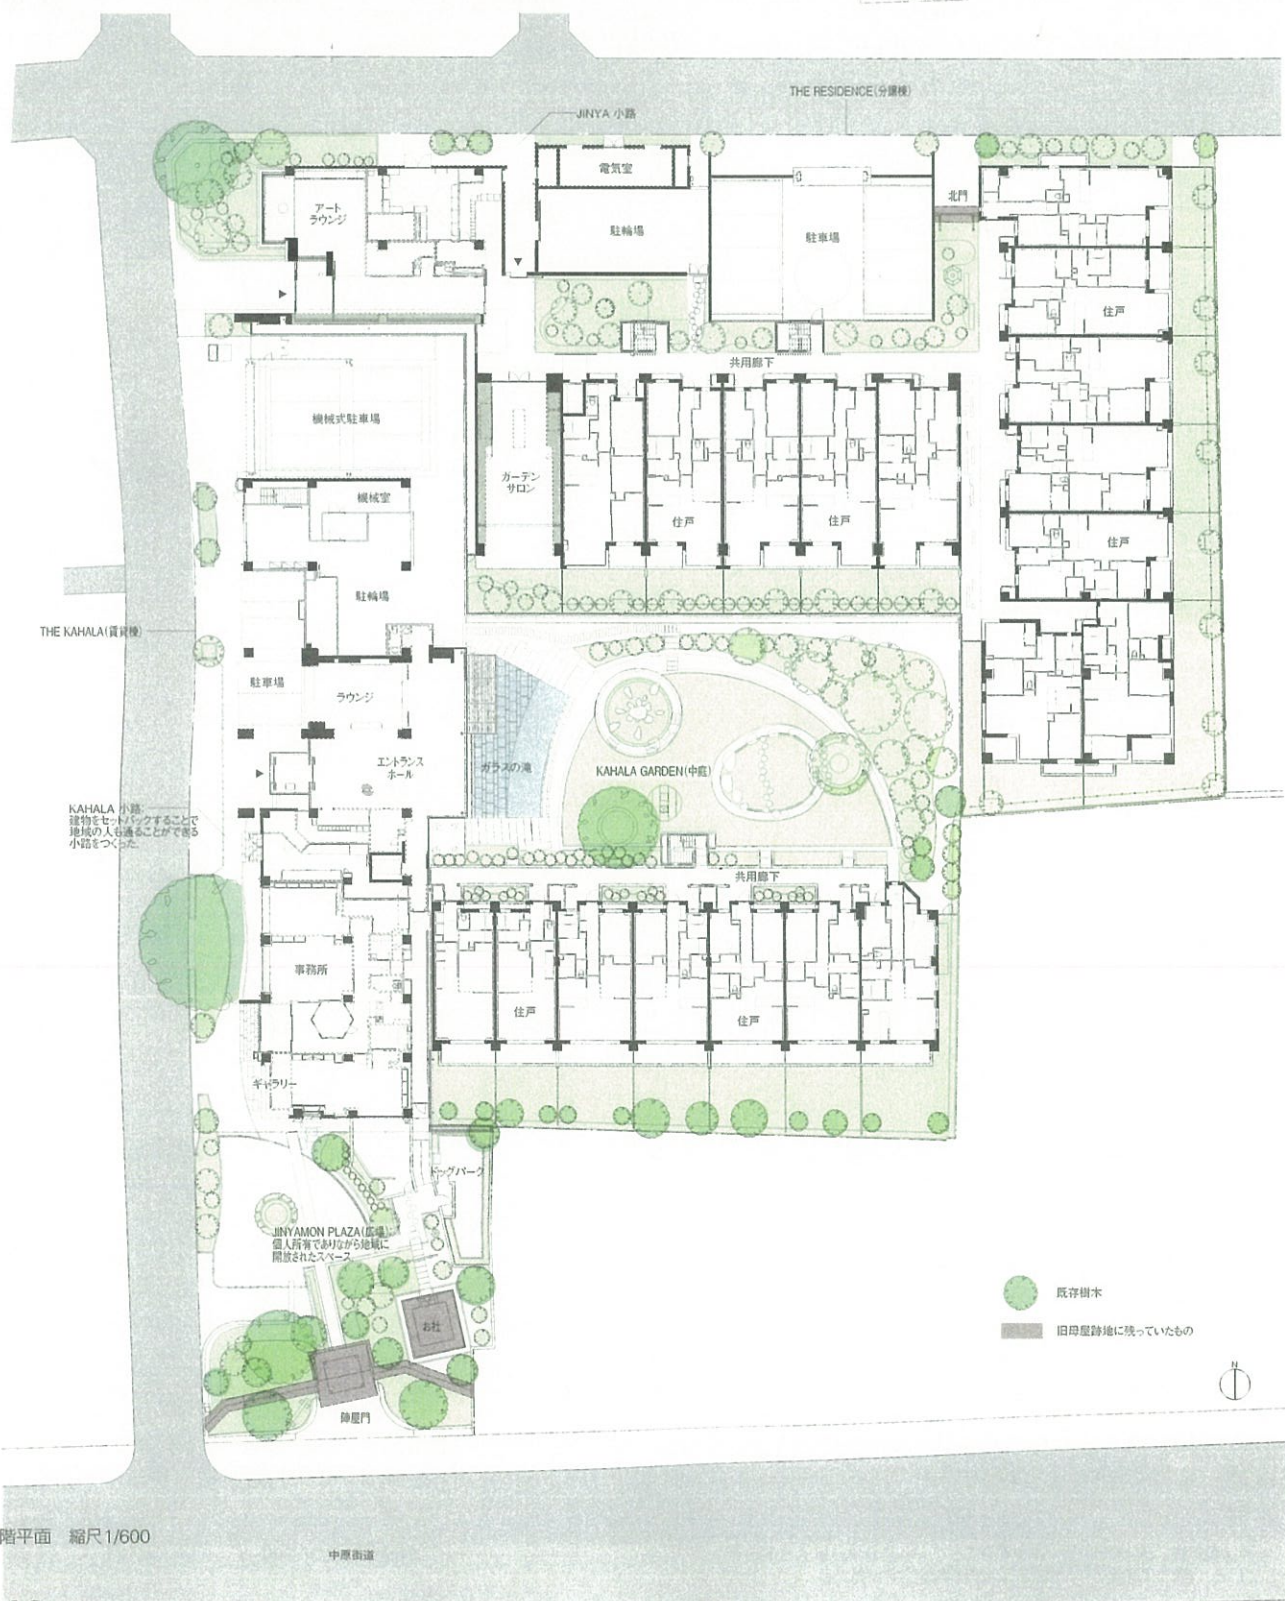 THE RESIDENCE(分譲棟)
JINYA 小路
電気室
北門
アート
ラウンジ
駐輪場
駐車場
住戸
共用廊下
機械式駐車場
ガーデン
サロン
機械室
住戸
住戸
住戸
駐輪場
THE KAHALA(賃貸棟)
駐車場
ラウンジ
エントランス
ホール
ガラスの滝
KAHALA GARDEN(中庭)
KAHALA 小路:
建物をセットバックすることで
地域の人も通ることができる
小路をつくった。
共用廊下
事務所
住戸
住戸
ギャラリー
ドッグパーク
JINYAMON PLAZA(広場):
個人所有でありながら地域に
開放されたスペース。
お社
陣屋門
既存樹木
旧母屋跡地に残っていたもの
N
階平面 縮尺1/600
中原街道